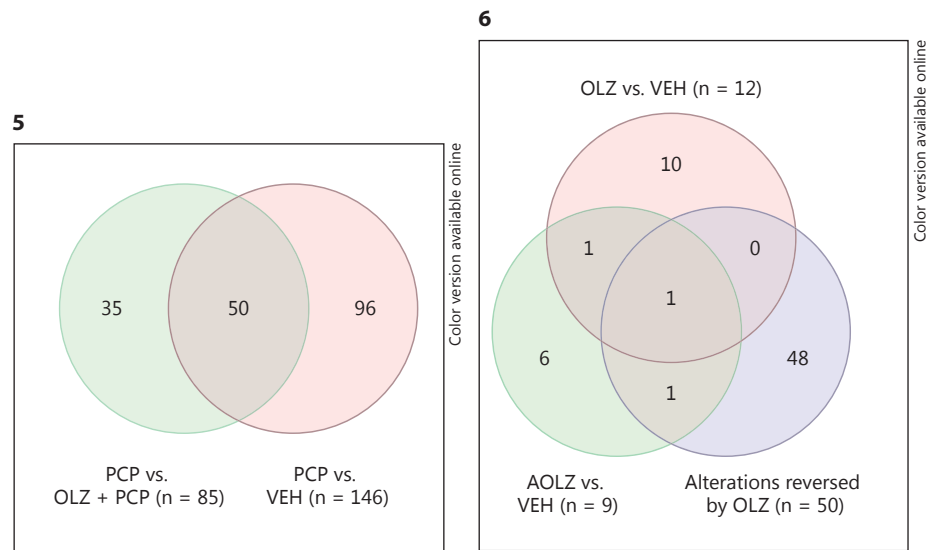 5
35
50
96
PCP vs.
OLZ + PCP (n = 85)
PCP vs.
VEH (n = 146)
Color version available online
6
OLZ vs. VEH (n = 12)
10
1
0
1
6
48
1
AOLZ vs.
VEH (n = 9)
Alterations reversed
by OLZ (n = 50)
Color version available online